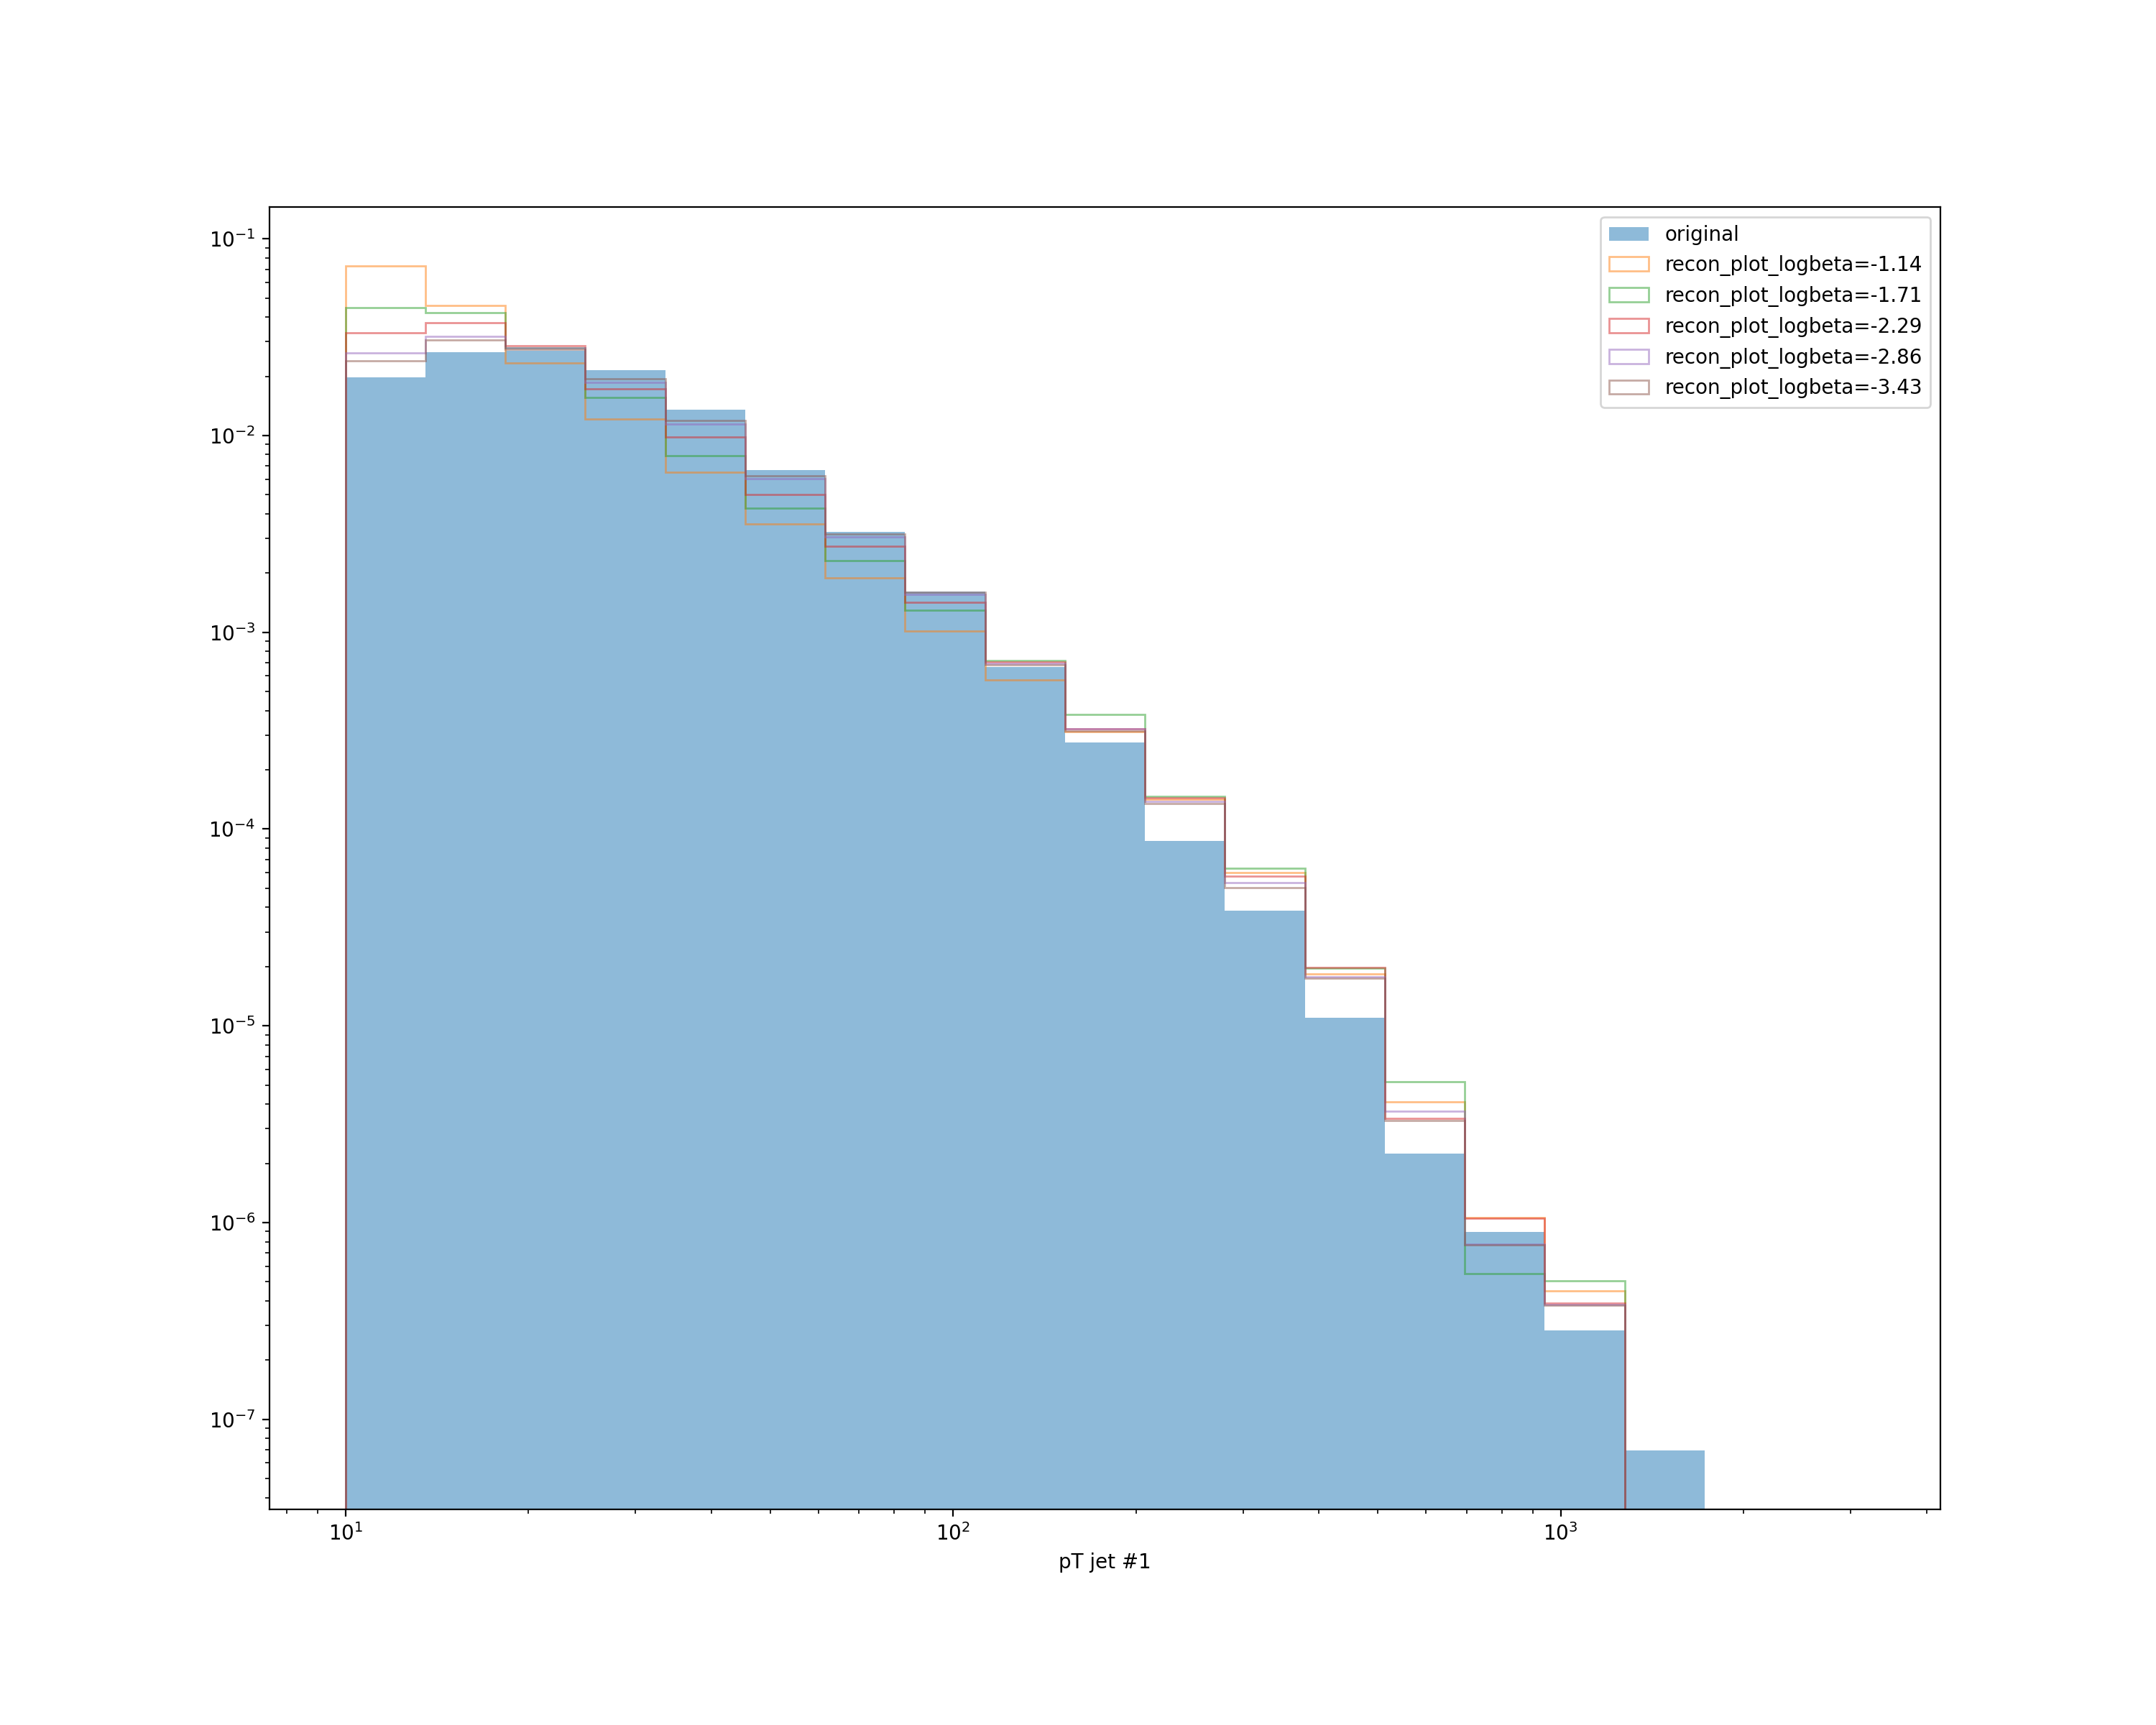 original
recon_plot_logbeta=-1.14
recon_plot_logbeta=-1.71
recon_plot_logbeta=-2.29
recon_plot_logbeta=-2.86
recon_plot_logbeta=-3.43
10⁻¹
10⁻²
10⁻³
10⁻⁴
10⁻⁵
10⁻⁶
10⁻⁷
10¹ 10² 10³
pT jet #1